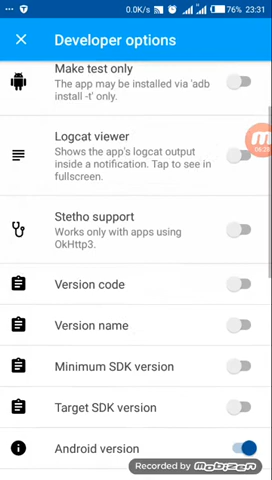 0.0K/s 76% 23:31
Developer options
Make test only
The app may be installed via 'adb
install -t' only.
Logcat viewer
Shows the app's logcat output
inside a notification. Tap to see in
fullscreen.
Stetho support
Works only with apps using
OkHttp3.
Version code
Version name
Minimum SDK version
Target SDK version
Android version
Recorded by mobizen